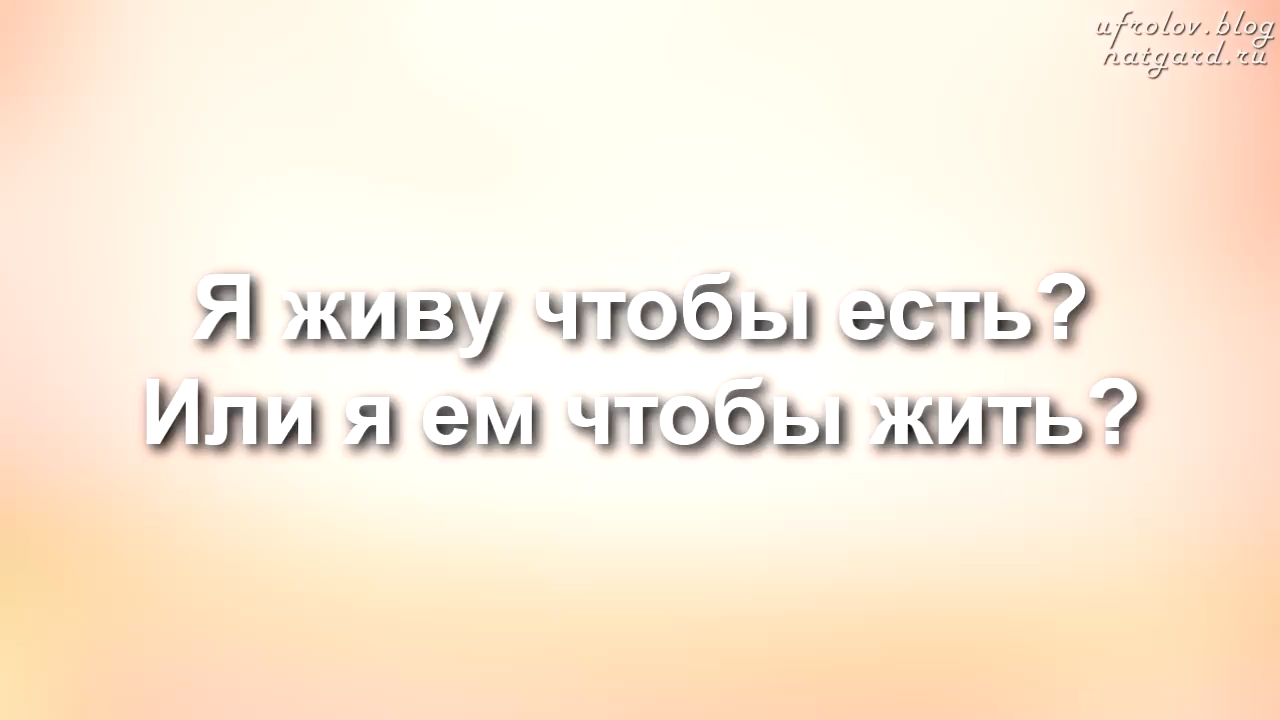 ufrolov.blog
natgard.ru
Я живу чтобы есть?
Или я ем чтобы жить?